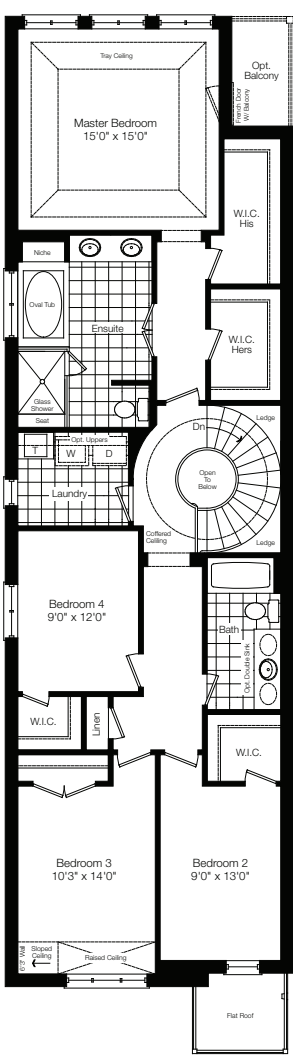 Tray Ceiling
Opt.
Balcony
French Door
W/ Balcony
Master Bedroom
15'0" x 15'0"
W.I.C.
His
Niche
Oval Tub
Ensuite
W.I.C.
Hers
Glass
Shower
Seat
Dn
Ledge
Opt. Uppers
T
W
D
Open
To
Below
Laundry
Coffered
Ceiling
Ledge
Bedroom 4
9'0" x 12'0"
Bath
Opt. Double Sink
W.I.C.
Linen
W.I.C.
Bedroom 3
10'3" x 14'0"
Bedroom 2
9'0" x 13'0"
6'3" Wall
Sloped
Ceiling
Raised Ceiling
Flat Roof